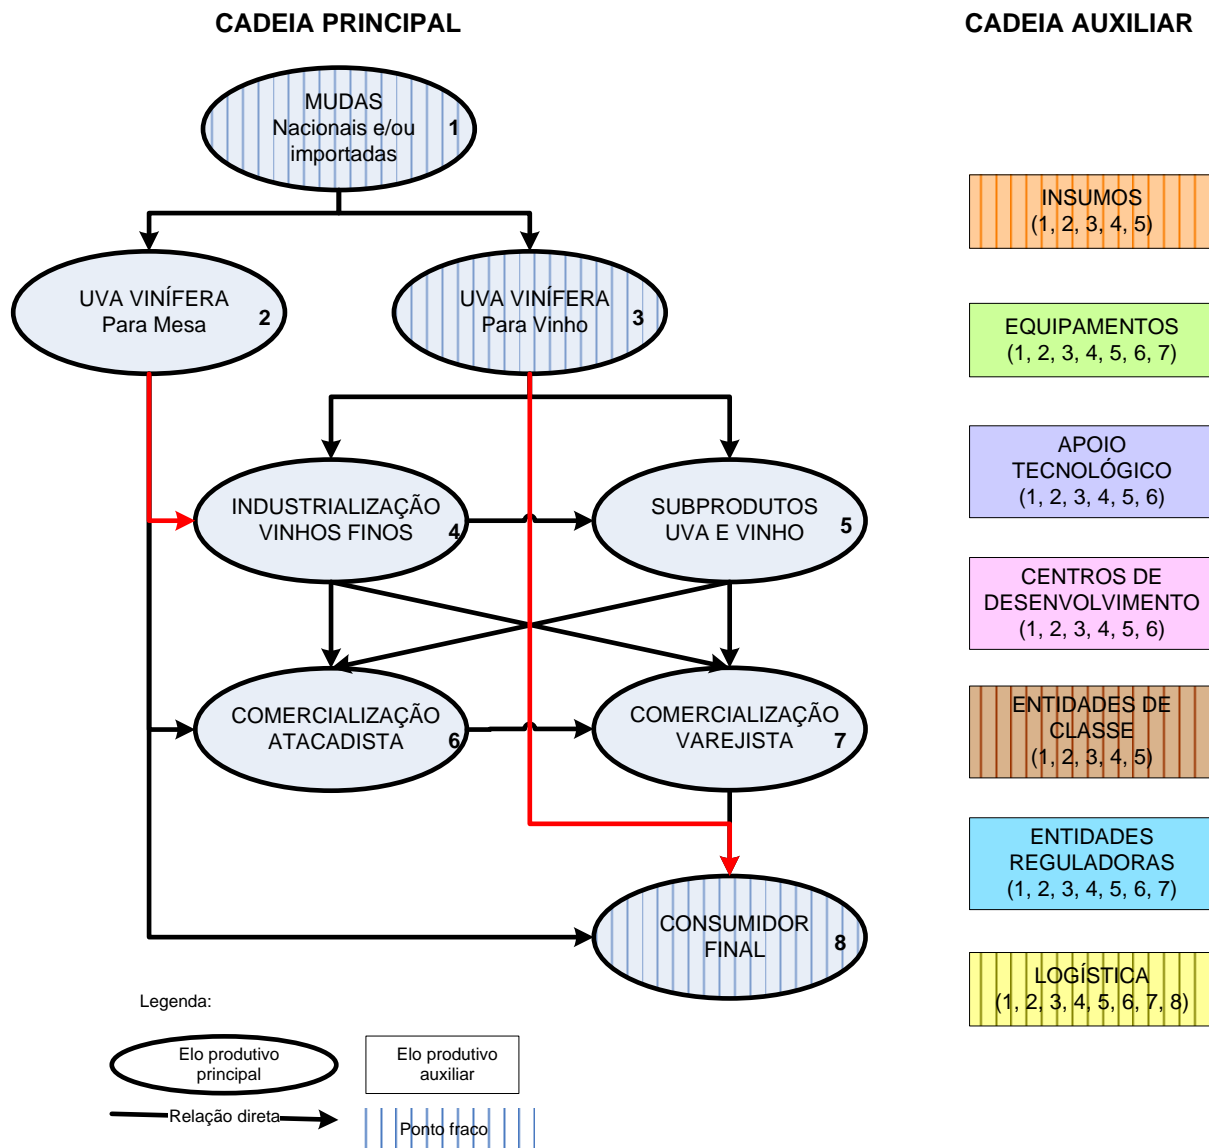 CADEIA PRINCIPAL
CADEIA AUXILIAR
MUDAS
Nacionais e/ou
importadas
1
UVA VINÍFERA
Para Mesa
2
UVA VINÍFERA
Para Vinho
3
INDUSTRIALIZAÇÃO
VINHOS FINOS
4
SUBPRODUTOS
UVA E VINHO
5
COMERCIALIZAÇÃO
ATACADISTA
6
COMERCIALIZAÇÃO
VAREJISTA
7
CONSUMIDOR
FINAL
8
INSUMOS
(1, 2, 3, 4, 5)
EQUIPAMENTOS
(1, 2, 3, 4, 5, 6, 7)
APOIO
TECNOLÓGICO
(1, 2, 3, 4, 5, 6)
CENTROS DE
DESENVOLVIMENTO
(1, 2, 3, 4, 5, 6)
ENTIDADES DE
CLASSE
(1, 2, 3, 4, 5)
ENTIDADES
REGULADORAS
(1, 2, 3, 4, 5, 6, 7)
LOGÍSTICA
(1, 2, 3, 4, 5, 6, 7, 8)
Legenda:
Elo produtivo
principal
Elo produtivo
auxiliar
Relação direta
Ponto fraco